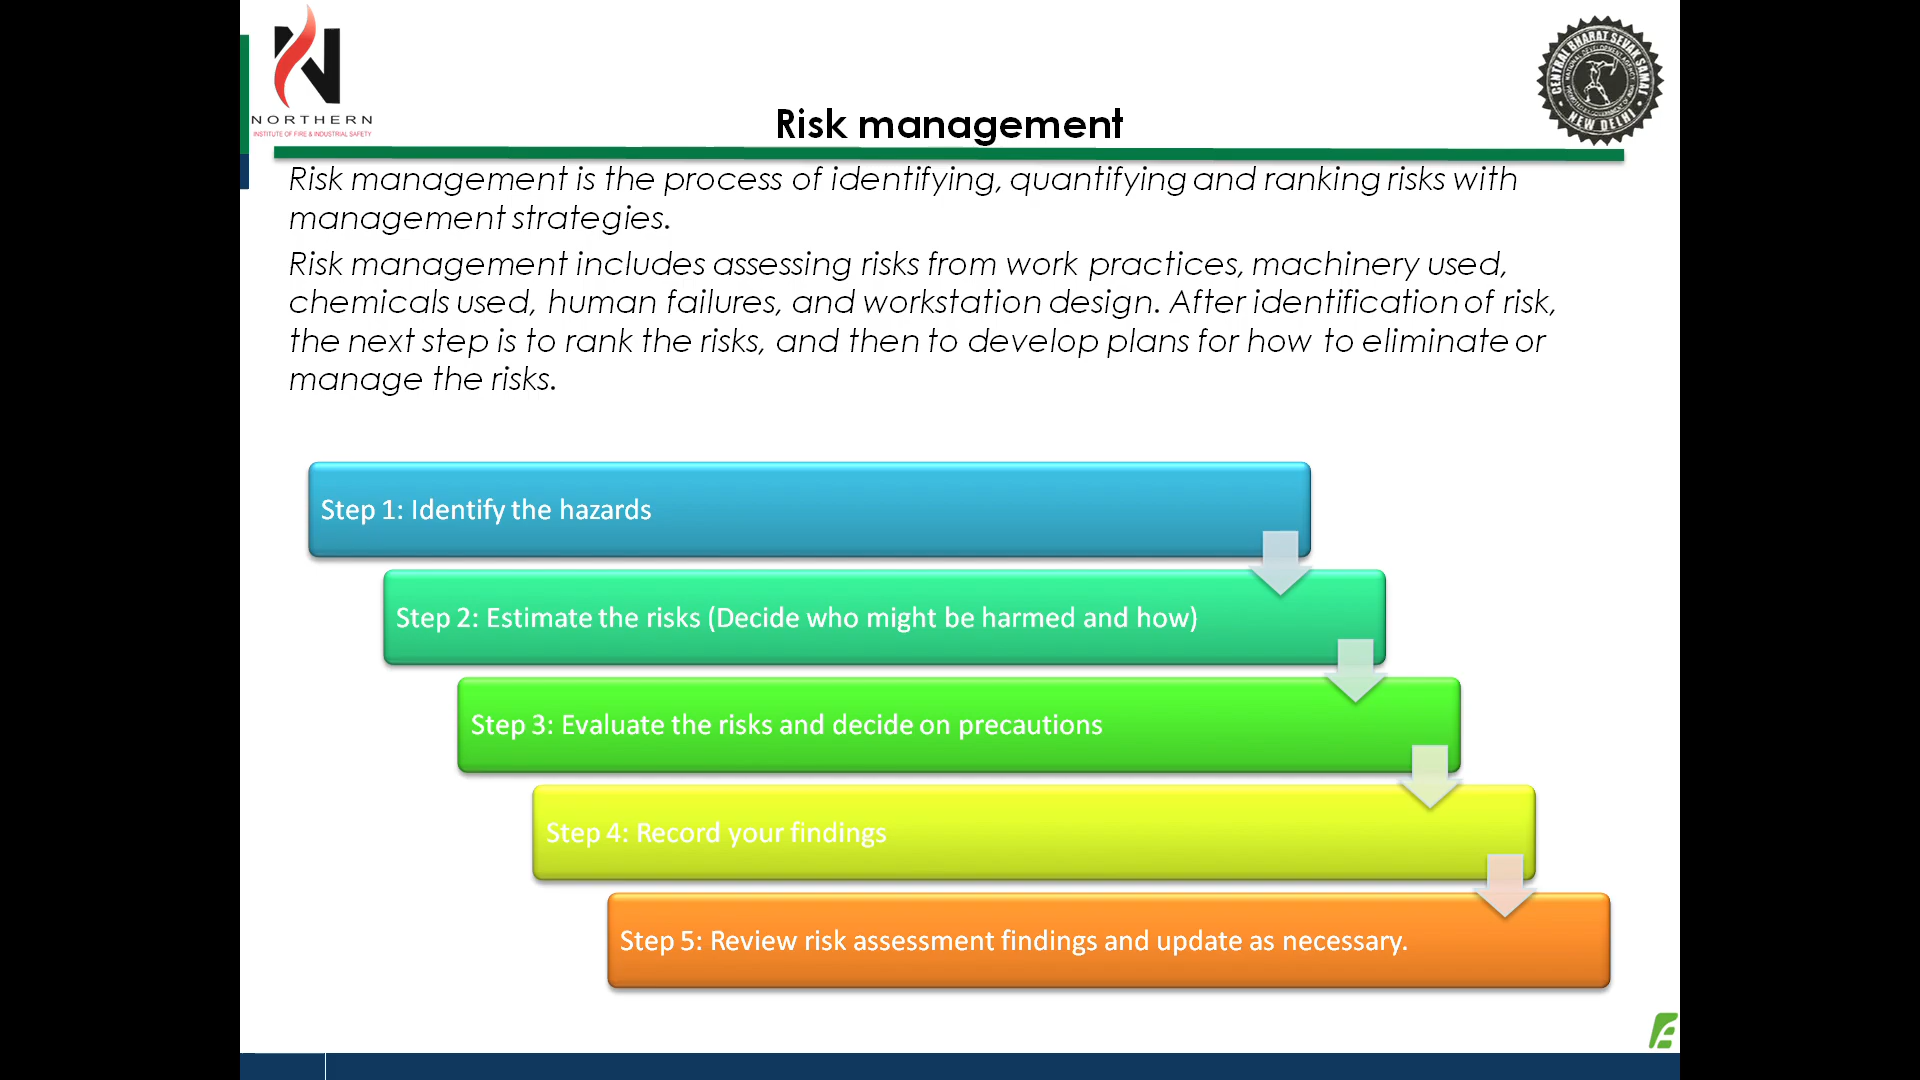 NORTHERN
INSTITUTE OF FIRE & INDUSTRIAL SAFETY
CENTRAL BHARAT SEVAK SAMAJ
NEW DELHI
Risk management
Risk management is the process of identifying, quantifying and ranking risks with
management strategies.
Risk management includes assessing risks from work practices, machinery used,
chemicals used, human failures, and workstation design. After identification of risk,
the next step is to rank the risks, and then to develop plans for how to eliminate or
manage the risks.
Step 1: Identify the hazards
Step 2: Estimate the risks (Decide who might be harmed and how)
Step 3: Evaluate the risks and decide on precautions
Step 4: Record your findings
Step 5: Review risk assessment findings and update as necessary.